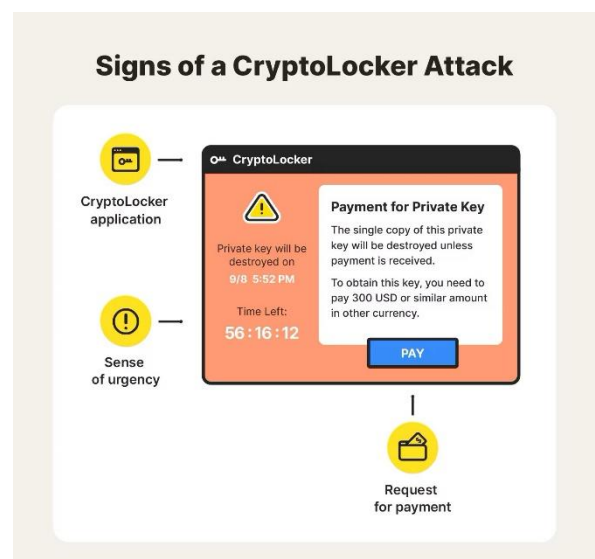 Signs of a CryptoLocker Attack
CryptoLocker
application
CryptoLocker
Private key will be
destroyed on
9/8 5:52 PM
Time Left:
56:16:12
Payment for Private Key
The single copy of this private
key will be destroyed unless
payment is received.
To obtain this key, you need to
pay 300 USD or similar amount
in other currency.
PAY
Sense
of urgency
Request
for payment